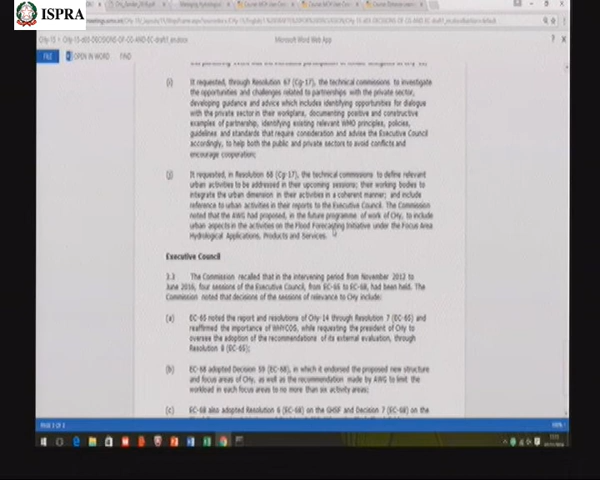 ISPRA
CHy-15
Microsoft Word Web App
FILE
OPEN IN WORD
FIND
(i) It requested, through Resolution 67 (Cg-17), the technical commissions to investigate
the opportunities and challenges related to partnerships with the private sector,
developing guidance and advice which includes identifying opportunities for dialogue
with the private sector in their workplans, documenting positive and constructive
examples of partnership, identifying existing relevant WMO principles, policies,
guidelines and standards that require consideration and advise the Executive Council
accordingly, to help both the public and private sectors to avoid conflicts and
encourage cooperation;
(j) It requested, in Resolution 68 (Cg-17), the technical commissions to define relevant
urban activities to be addressed in their upcoming sessions; their working bodies to
integrate the urban dimension in their activities in a coherent manner; and include
reference to urban activities in their reports to the Executive Council. The Commission
noted that the AWG had proposed, in the future programme of work of CHy, to include
urban aspects in the activities on the Flood Forecasting Initiative under the Focus Area
Hydrological Applications, Products and Services.
Executive Council
3.3 The Commission recalled that in the intervening period from November 2012 to
June 2016, four sessions of the Executive Council, from EC-65 to EC-68, had been held. The
Commission noted that decisions of the sessions of relevance to CHy include:
(a) EC-65 noted the report and resolutions of CHy-14 through Resolution 7 (EC-65) and
reaffirmed the importance of WHYCOS, while requesting the president of CHy to
oversee the adoption of the recommendations of its external evaluation, through
Resolution 8 (EC-65);
(b) EC-68 adopted Decision 59 (EC-68), in which it endorsed the proposed new structure
and focus areas of CHy, as well as the recommendation made by AWG to limit the
workload in each focus areas to no more than six activity areas;
(c) EC-68 also adopted Resolution 6 (EC-68) on the GHSF and Decision 7 (EC-68) on the